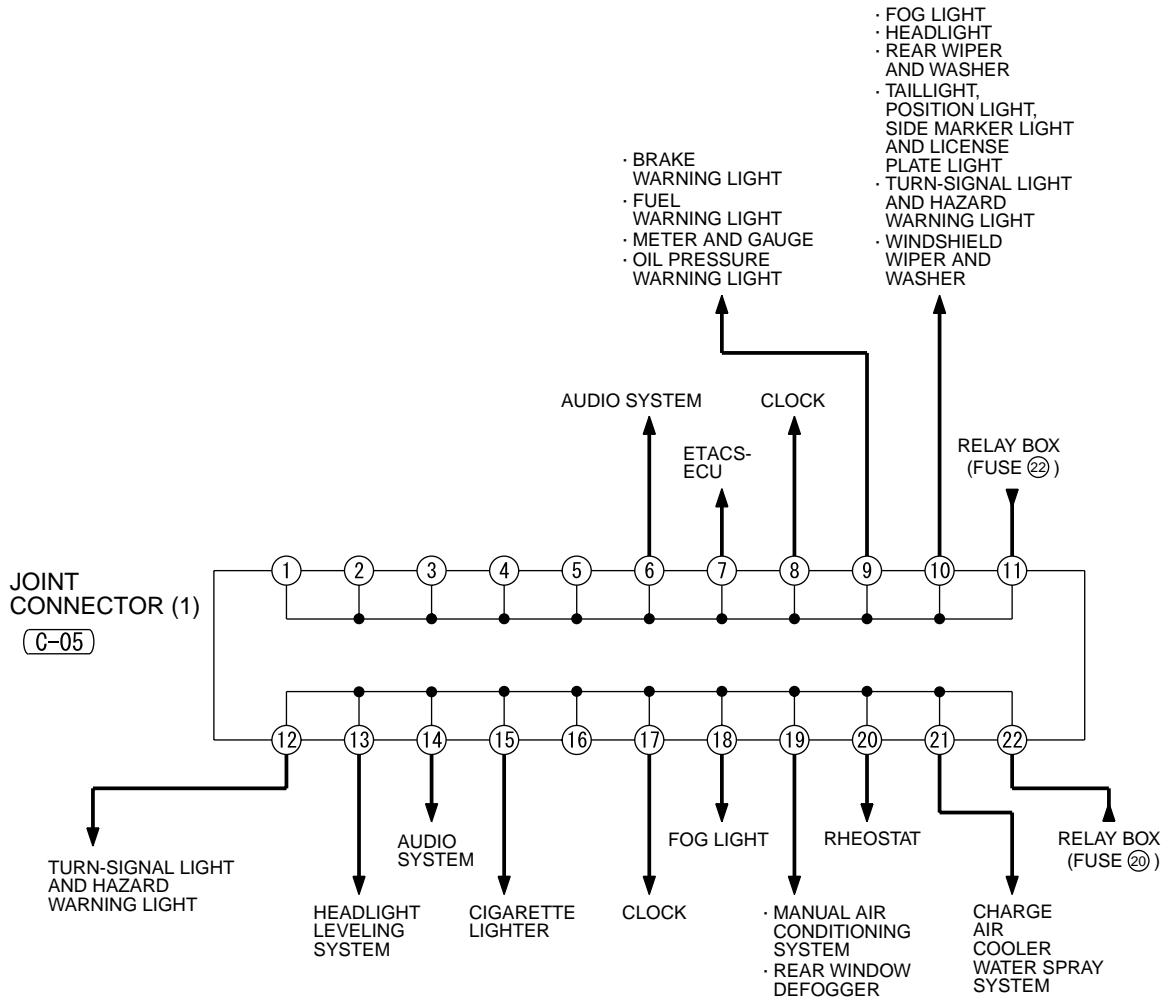 · FOG LIGHT
· HEADLIGHT
· REAR WIPER
AND WASHER
· TAILLIGHT,
POSITION LIGHT,
SIDE MARKER LIGHT
AND LICENSE
PLATE LIGHT
· TURN-SIGNAL LIGHT
AND HAZARD
WARNING LIGHT
· WINDSHIELD
WIPER AND
WASHER
· BRAKE
WARNING LIGHT
· FUEL
WARNING LIGHT
· METER AND GAUGE
· OIL PRESSURE
WARNING LIGHT
AUDIO SYSTEM
CLOCK
ETACS-
ECU
RELAY BOX
(FUSE ㉒)
JOINT
CONNECTOR (1)
C-05
1 2 3 4 5 6 7 8 9 10 11
12 13 14 15 16 17 18 19 20 21 22
TURN-SIGNAL LIGHT
AND HAZARD
WARNING LIGHT
HEADLIGHT
LEVELING
SYSTEM
AUDIO
SYSTEM
CIGARETTE
LIGHTER
CLOCK
FOG LIGHT
· MANUAL AIR
CONDITIONING
SYSTEM
· REAR WINDOW
DEFOGGER
RHEOSTAT
CHARGE
AIR
COOLER
WATER SPRAY
SYSTEM
RELAY BOX
(FUSE ⑳)